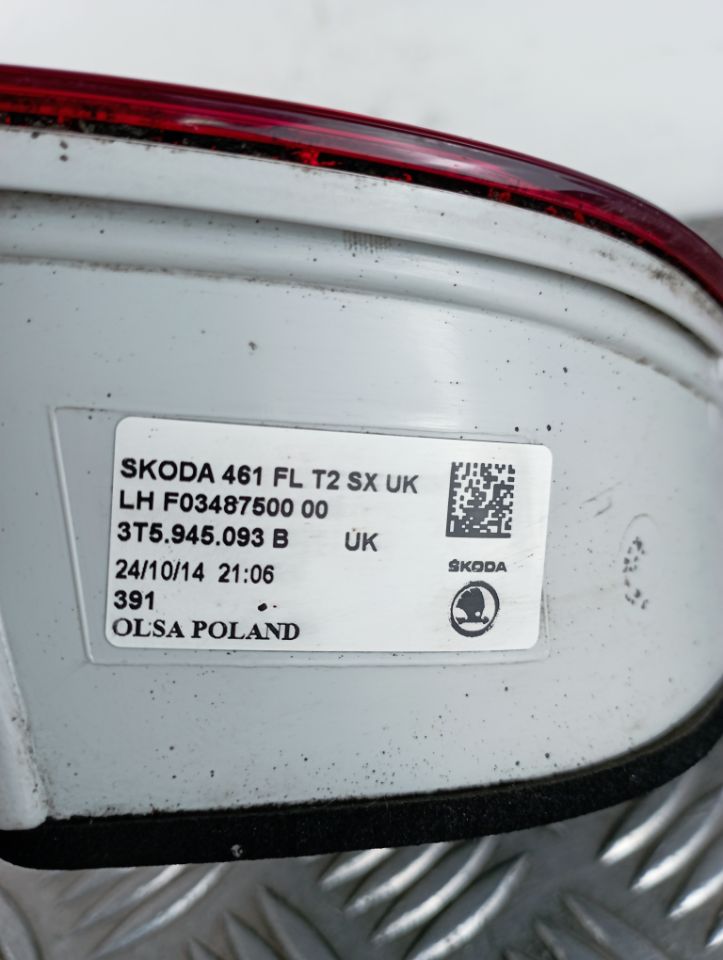 SKODA 461 FL T2 SX UK
LH F03487500 00
3T5.945.093 B UK
24/10/14 21:06
391
OLSA POLAND
ŠKODA